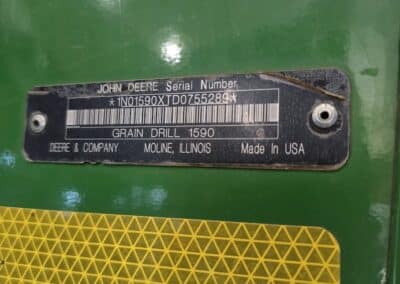 JOHN DEERE Serial Number
*1N01590XTD0755289*
GRAIN DRILL 1590
DEERE & COMPANY MOLINE, ILLINOIS Made In USA